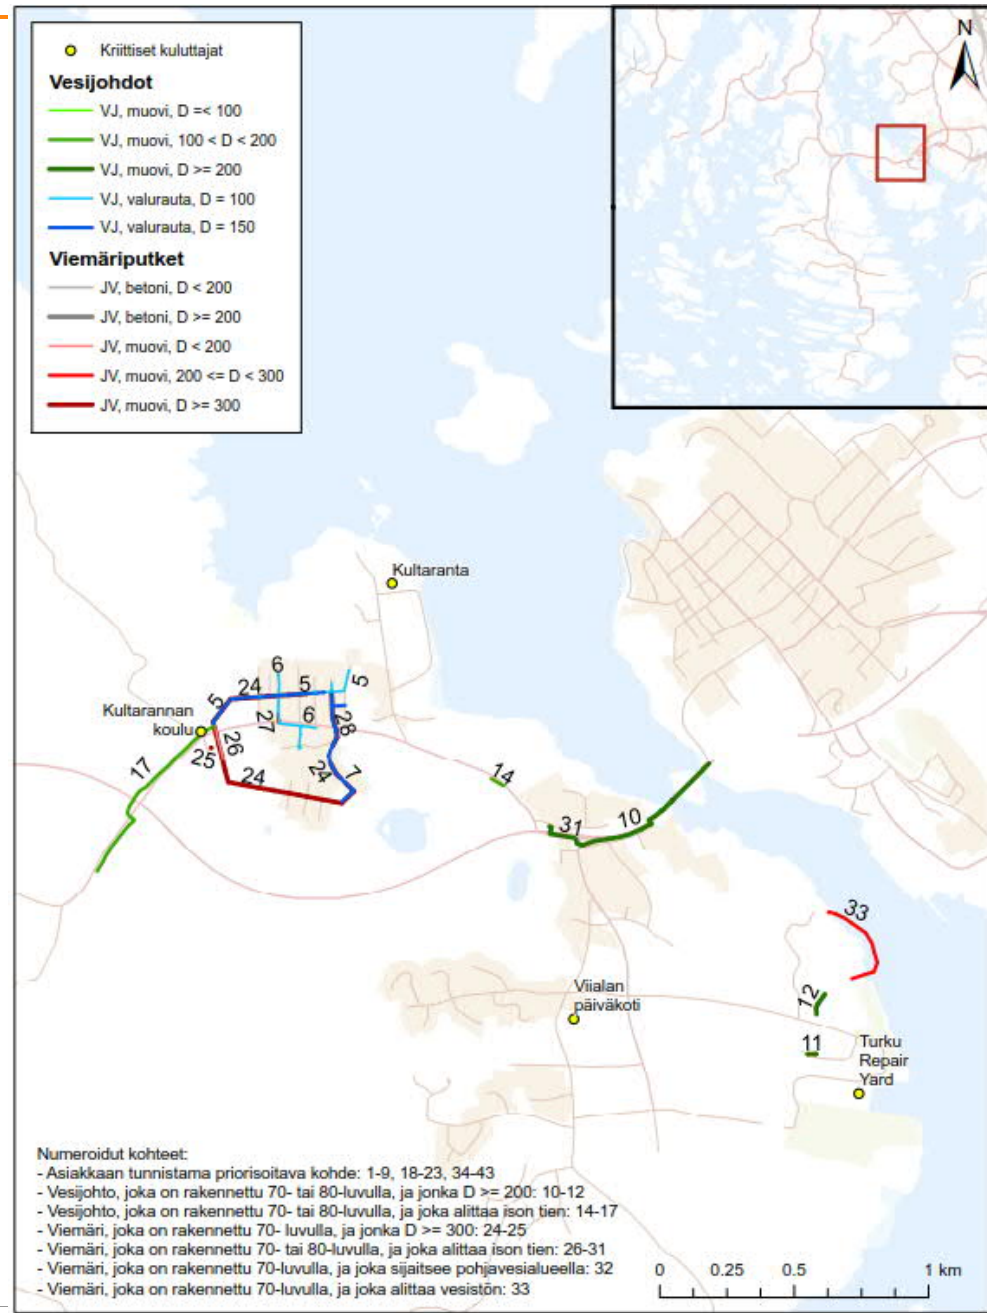 Kriittiset kuluttajat
Vesijohdot
VJ, muovi, D =< 100
VJ, muovi, 100 < D < 200
VJ, muovi, D >= 200
VJ, valurauta, D = 100
VJ, valurauta, D = 150
Viemäriputket
JV, betoni, D < 200
JV, betoni, D >= 200
JV, muovi, D < 200
JV, muovi, 200 <= D < 300
JV, muovi, D >= 300
N
Kultaranta
6
5
24
5
5
Kultarannan
koulu
27
6
28
26
25
17
24
24
7
14
31
10
33
Viialan
päiväkoti
12
11
Turku
Repair
Yard
Numeroidut kohteet:
- Asiakkaan tunnistama priorisoitava kohde: 1-9, 18-23, 34-43
- Vesijohto, joka on rakennettu 70- tai 80-luvulla, ja jonka D >= 200: 10-12
- Vesijohto, joka on rakennettu 70- tai 80-luvulla, ja joka alittaa ison tien: 14-17
- Viemäri, joka on rakennettu 70- luvulla, ja jonka D >= 300: 24-25
- Viemäri, joka on rakennettu 70- tai 80-luvulla, ja joka alittaa ison tien: 26-31
- Viemäri, joka on rakennettu 70-luvulla, ja joka sijaitsee pohjavesialueella: 32
- Viemäri, joka on rakennettu 70-luvulla, ja joka alittaa vesistön: 33
0 0.25 0.5 1 km